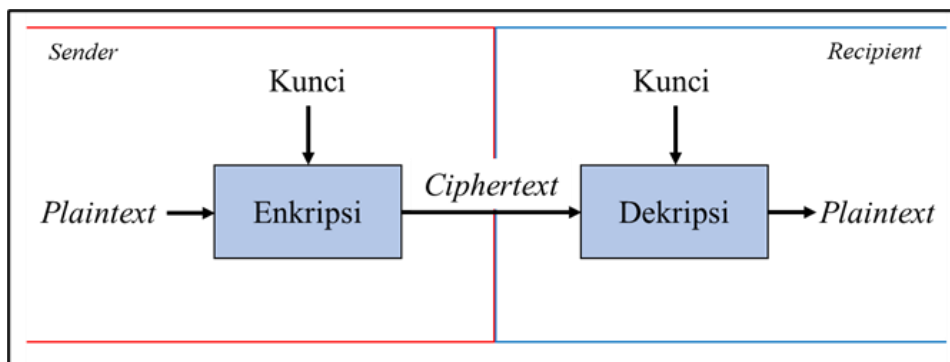 Sender
Recipient
Kunci
Kunci
Plaintext
Enkripsi
Ciphertext
Dekripsi
Plaintext